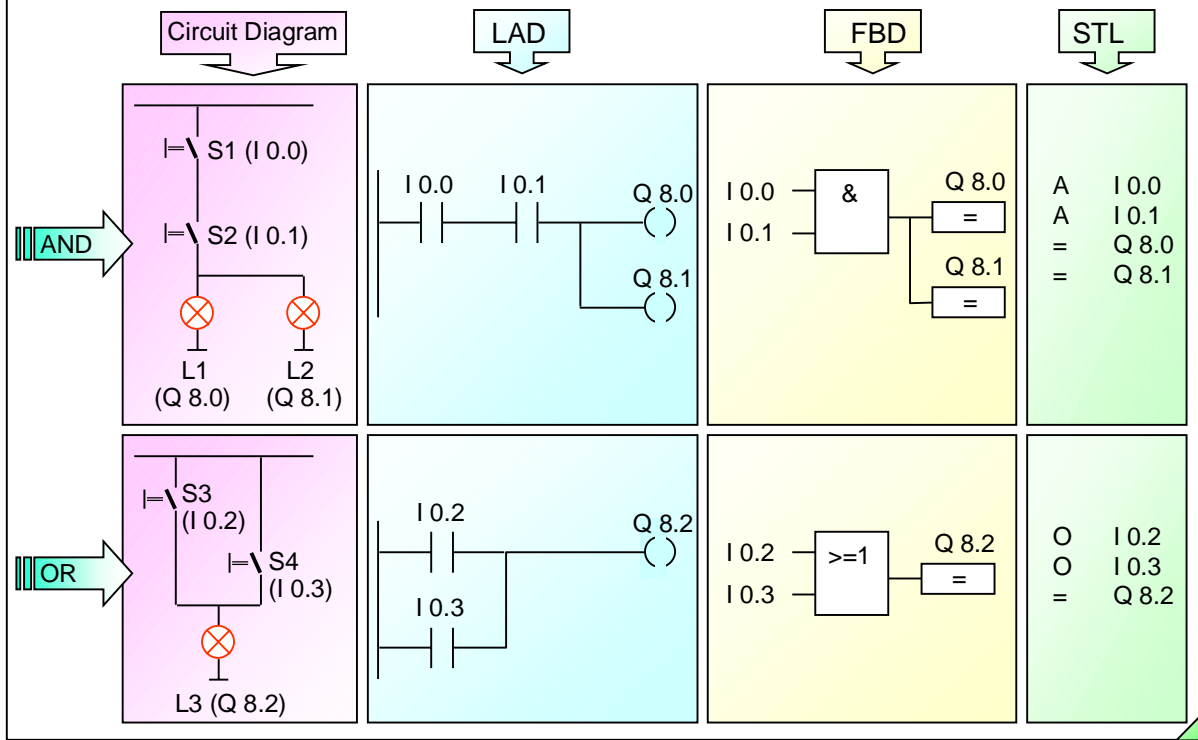 Circuit Diagram
LAD
FBD
STL
AND
S1 (I 0.0)
S2 (I 0.1)
L1
(Q 8.0)
L2
(Q 8.1)
I 0.0
I 0.1
Q 8.0
Q 8.1
I 0.0
I 0.1
&
Q 8.0
=
Q 8.1
=
A I 0.0
A I 0.1
= Q 8.0
= Q 8.1
OR
S3
(I 0.2)
S4
(I 0.3)
L3 (Q 8.2)
I 0.2
I 0.3
Q 8.2
I 0.2
I 0.3
>=1
Q 8.2
=
O I 0.2
O I 0.3
= Q 8.2